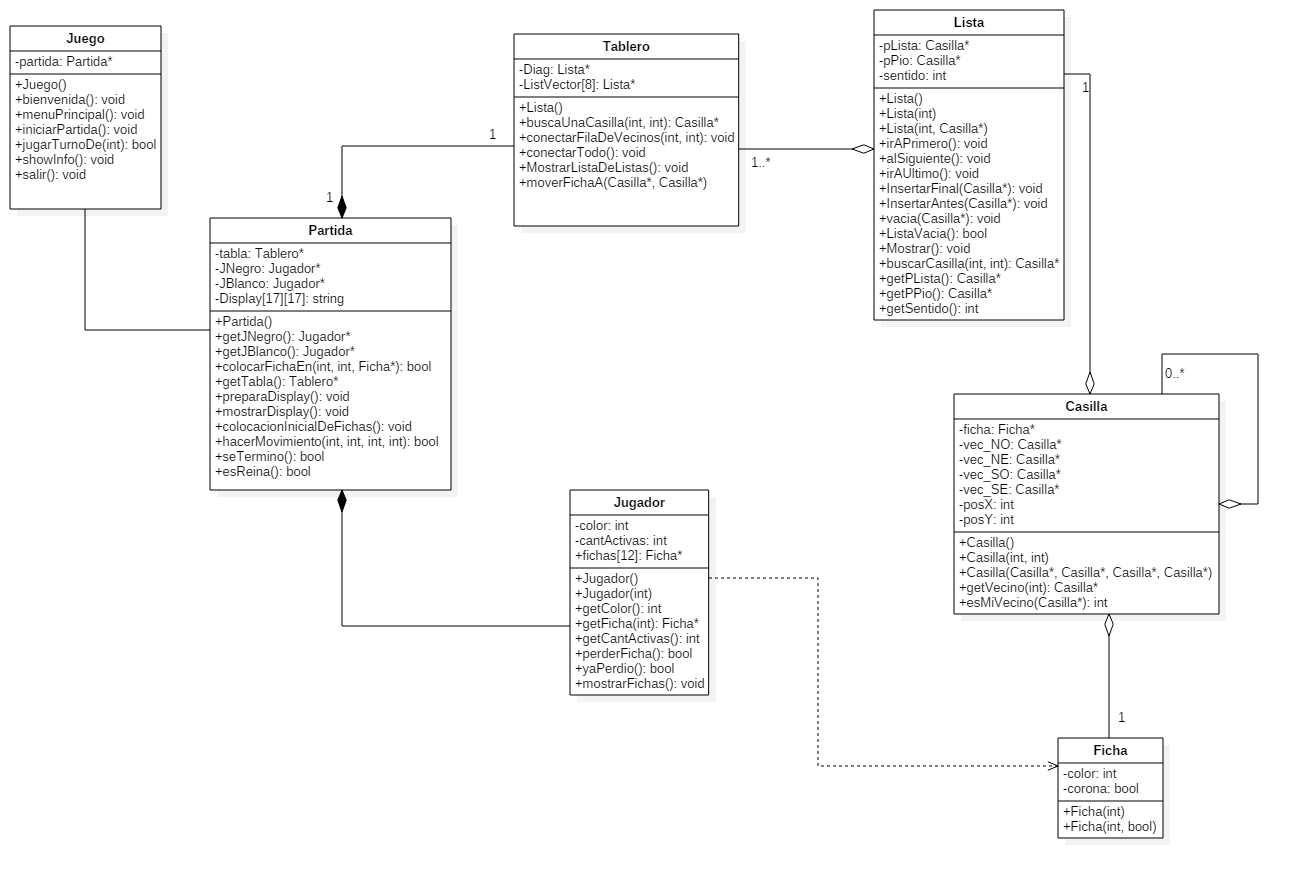 Juego
-partida: Partida*
+Juego()
+bienvenida(): void
+menuPrincipal(): void
+iniciarPartida(): void
+jugarTurnoDe(int): bool
+showInfo(): void
+salir(): void
Tablero
-Diag: Lista*
-ListVector[8]: Lista*
+Lista()
+buscaUnaCasilla(int, int): Casilla*
+conectarFilaDeVecinos(int, int): void
+conectarTodo(): void
+MostrarListaDeListas(): void
+moverFichaA(Casilla*, Casilla*)
Lista
-pLista: Casilla*
-pPio: Casilla*
-sentido: int
+Lista()
+Lista(int)
+Lista(int, Casilla*)
+irAPrimero(): void
+alSiguiente(): void
+irAUltimo(): void
+InsertarFinal(Casilla*): void
+InsertarAntes(Casilla*): void
+vacia(Casilla*): void
+ListaVacia(): bool
+Mostrar(): void
+buscarCasilla(int, int): Casilla*
+getPLista(): Casilla*
+getPPio(): Casilla*
+getSentido(): int
1
1
1..*
1
Partida
-tabla: Tablero*
-JNegro: Jugador*
-JBlanco: Jugador*
-Display[17][17]: string
+Partida()
+getJNegro(): Jugador*
+getJBlanco(): Jugador*
+colocarFichaEn(int, int, Ficha*): bool
+getTabla(): Tablero*
+preparaDisplay(): void
+mostrarDisplay(): void
+colocacionInicialDeFichas(): void
+hacerMovimiento(int, int, int, int): bool
+seTermino(): bool
+esReina(): bool
0..*
Casilla
-ficha: Ficha*
-vec_NO: Casilla*
-vec_NE: Casilla*
-vec_SO: Casilla*
-vec_SE: Casilla*
-posX: int
-posY: int
+Casilla()
+Casilla(int, int)
+Casilla(Casilla*, Casilla*, Casilla*, Casilla*)
+getVecino(int): Casilla*
+esMiVecino(Casilla*): int
Jugador
-color: int
-cantActivas: int
+fichas[12]: Ficha*
+Jugador()
+Jugador(int)
+getColor(): int
+getFicha(int): Ficha*
+getCantActivas(): int
+perderFicha(): bool
+yaPerdio(): bool
+mostrarFichas(): void
1
Ficha
-color: int
-corona: bool
+Ficha(int)
+Ficha(int, bool)